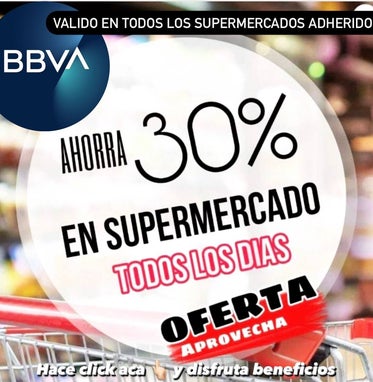 VALIDO EN TODOS LOS SUPERMERCADOS ADHERIDO
BBVA
AHORRA 30%
EN SUPERMERCADO
TODOS LOS DIAS
OFERTA
APROVECHA
Hace click aca y disfruta beneficios